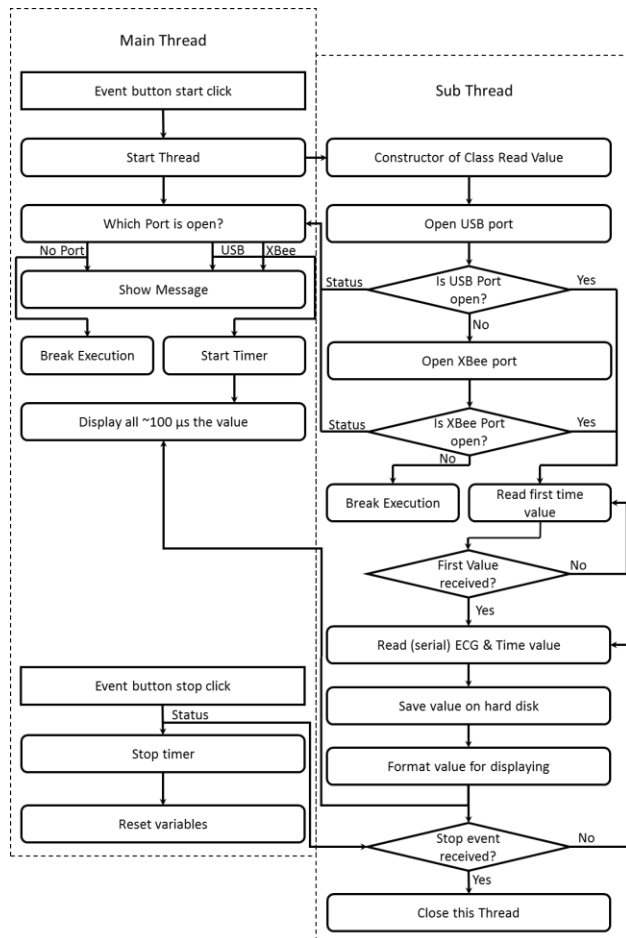 Main Thread
Sub Thread
Event button start click
Start Thread
Constructor of Class Read Value
Which Port is open?
Open USB port
No Port
USB
XBee
Show Message
Status
Is USB Port
open?
Yes
No
Break Execution
Start Timer
Open XBee port
Display all ~100 µs the value
Status
Is XBee Port
open?
Yes
No
Break Execution
Read first time
value
First Value
received?
No
Yes
Read (serial) ECG & Time value
Event button stop click
Save value on hard disk
Status
Stop timer
Format value for displaying
Reset variables
Stop event
received?
No
Yes
Close this Thread